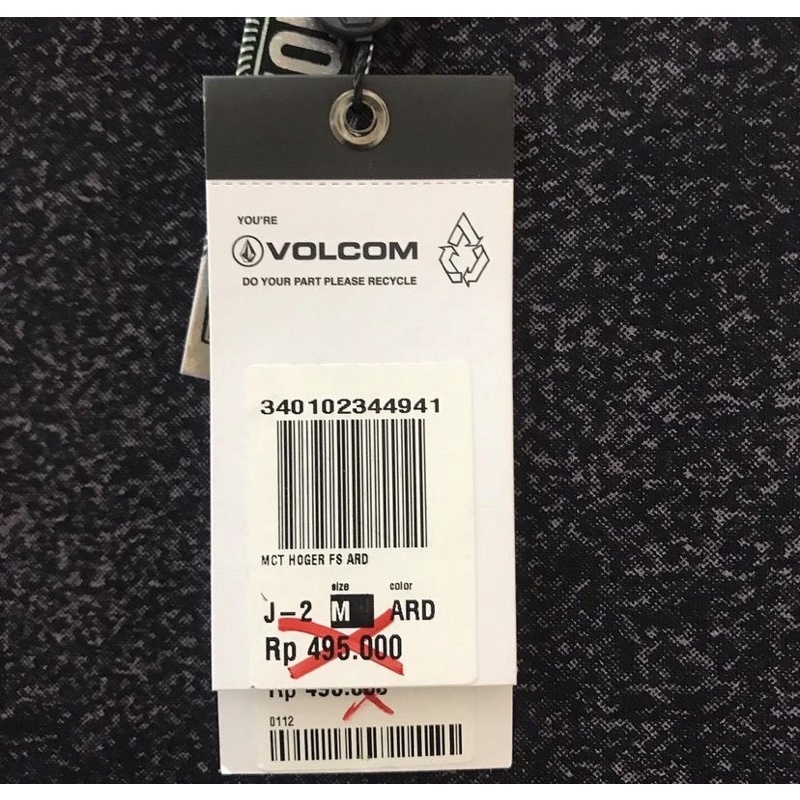 YOU'RE
VOLCOM
DO YOUR PART PLEASE RECYCLE
340102344941
MCT HOGER FS ARD
size color
J-2 M ARD
Rp 495.000
Rp
0112